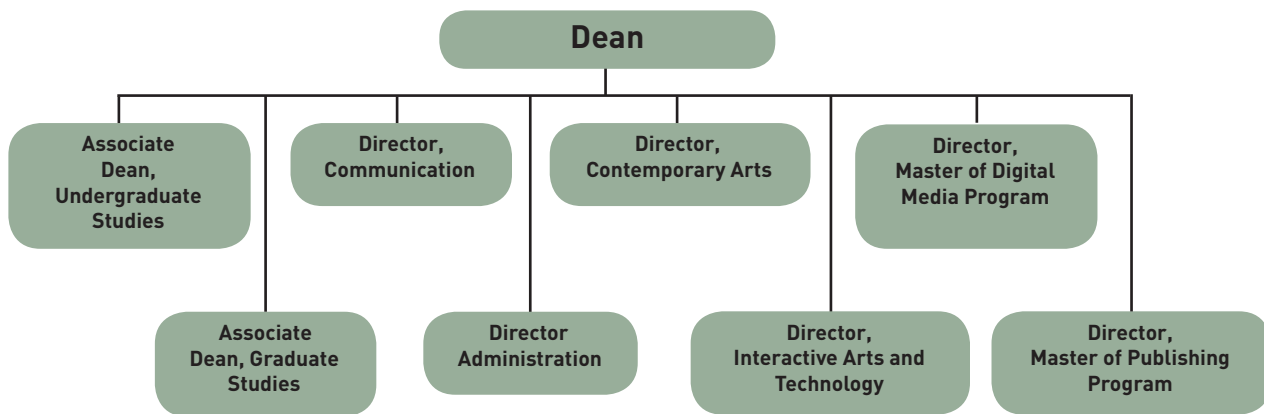 Dean
Associate
Dean,
Undergraduate
Studies
Director,
Communication
Director,
Contemporary Arts
Director,
Master of Digital
Media Program
Associate
Dean, Graduate
Studies
Director
Administration
Director,
Interactive Arts and
Technology
Director,
Master of Publishing
Program